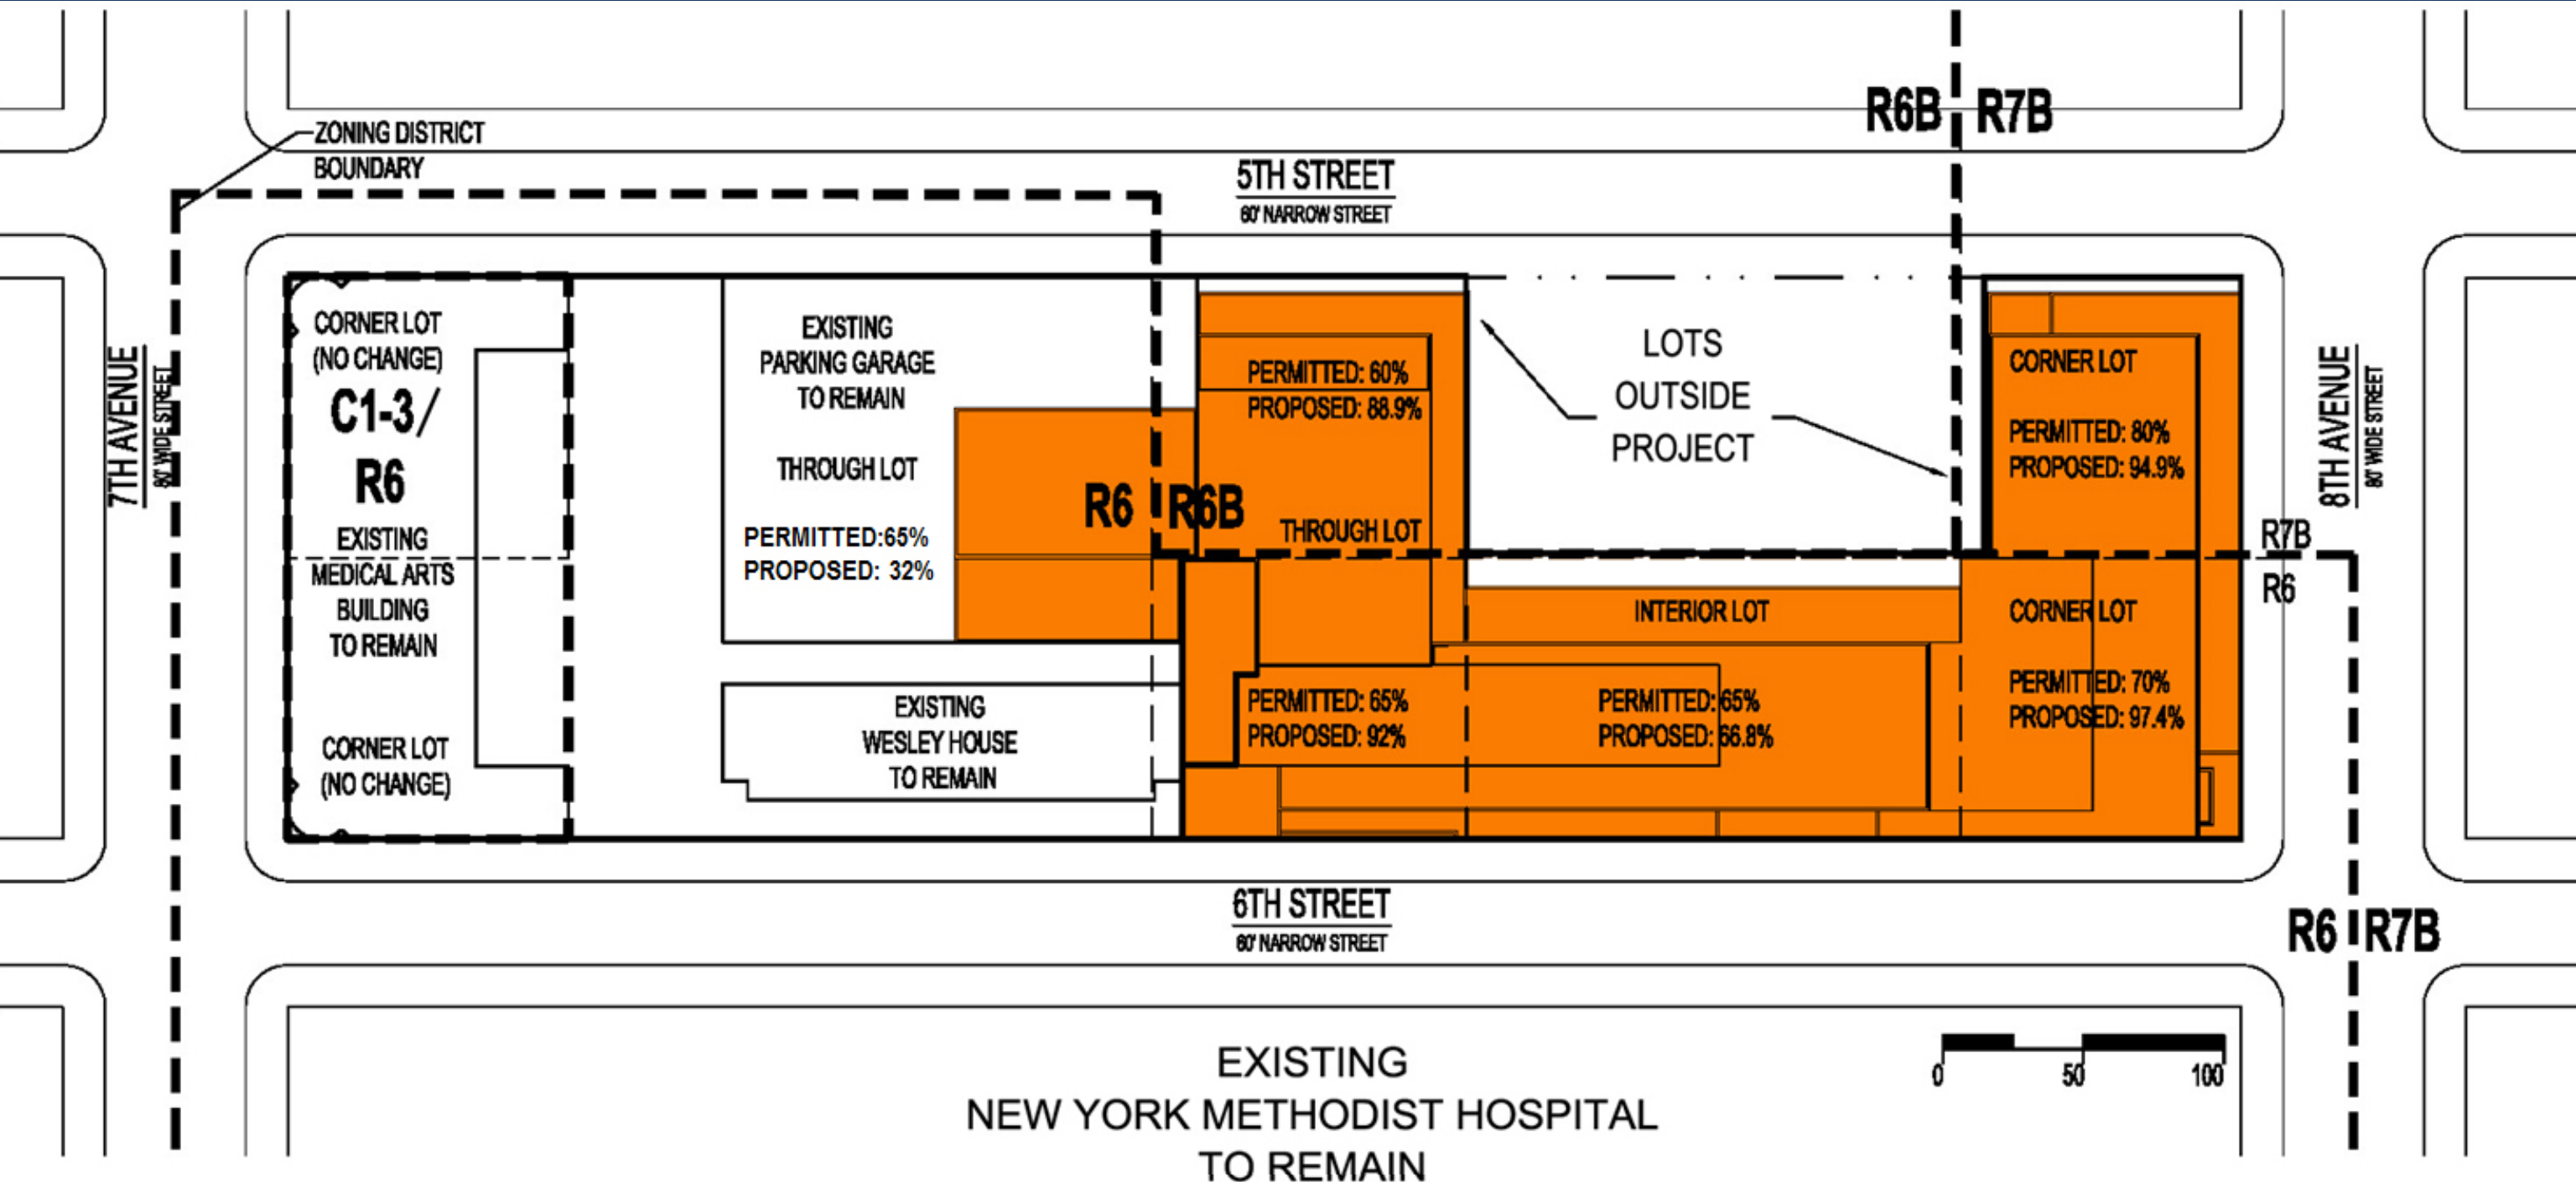 R6B R7B
ZONING DISTRICT
BOUNDARY
5TH STREET
60' NARROW STREET
7TH AVENUE
80' WIDE STREET
CORNER LOT
(NO CHANGE)
C1-3/
R6
EXISTING
MEDICAL ARTS
BUILDING
TO REMAIN
CORNER LOT
(NO CHANGE)
EXISTING
PARKING GARAGE
TO REMAIN
THROUGH LOT
PERMITTED:65%
PROPOSED: 32%
R6 R6B
EXISTING
WESLEY HOUSE
TO REMAIN
PERMITTED: 60%
PROPOSED: 88.9%
THROUGH LOT
PERMITTED: 65%
PROPOSED: 92%
LOTS
OUTSIDE
PROJECT
INTERIOR LOT
PERMITTED: 65%
PROPOSED: 66.8%
CORNER LOT
PERMITTED: 80%
PROPOSED: 94.9%
CORNER LOT
PERMITTED: 70%
PROPOSED: 97.4%
R7B
R6
8TH AVENUE
80' WIDE STREET
6TH STREET
60' NARROW STREET
R6 R7B
EXISTING
NEW YORK METHODIST HOSPITAL
TO REMAIN
0 50 100